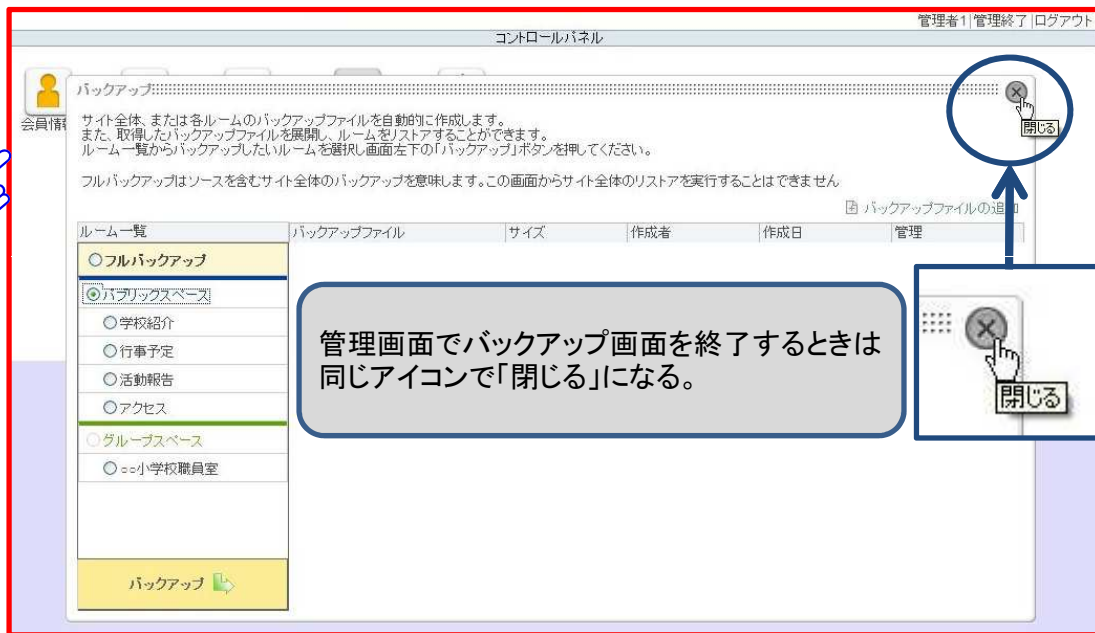 管理者1|管理終了|ログアウト
コントロールパネル
会員情報
バックアップ
閉じる
サイト全体、または各ルームのバックアップファイルを自動的に作成します。
また、取得したバックアップファイルを展開し、ルームをリストアすることができます。
ルーム一覧からバックアップしたいルームを選択し画面左下の「バックアップ」ボタンを押してください。
フルバックアップはソースを含むサイト全体のバックアップを意味します。この画面からサイト全体のリストアを実行することはできません
バックアップファイルの追加
ルーム一覧 バックアップファイル サイズ 作成者 作成日 管理
フルバックアップ
パブリックスペース
学校紹介
行事予定
活動報告
アクセス
グループスペース
○○小学校職員室
バックアップ
管理画面でバックアップ画面を終了するときは
同じアイコンで「閉じる」になる。
閉じる